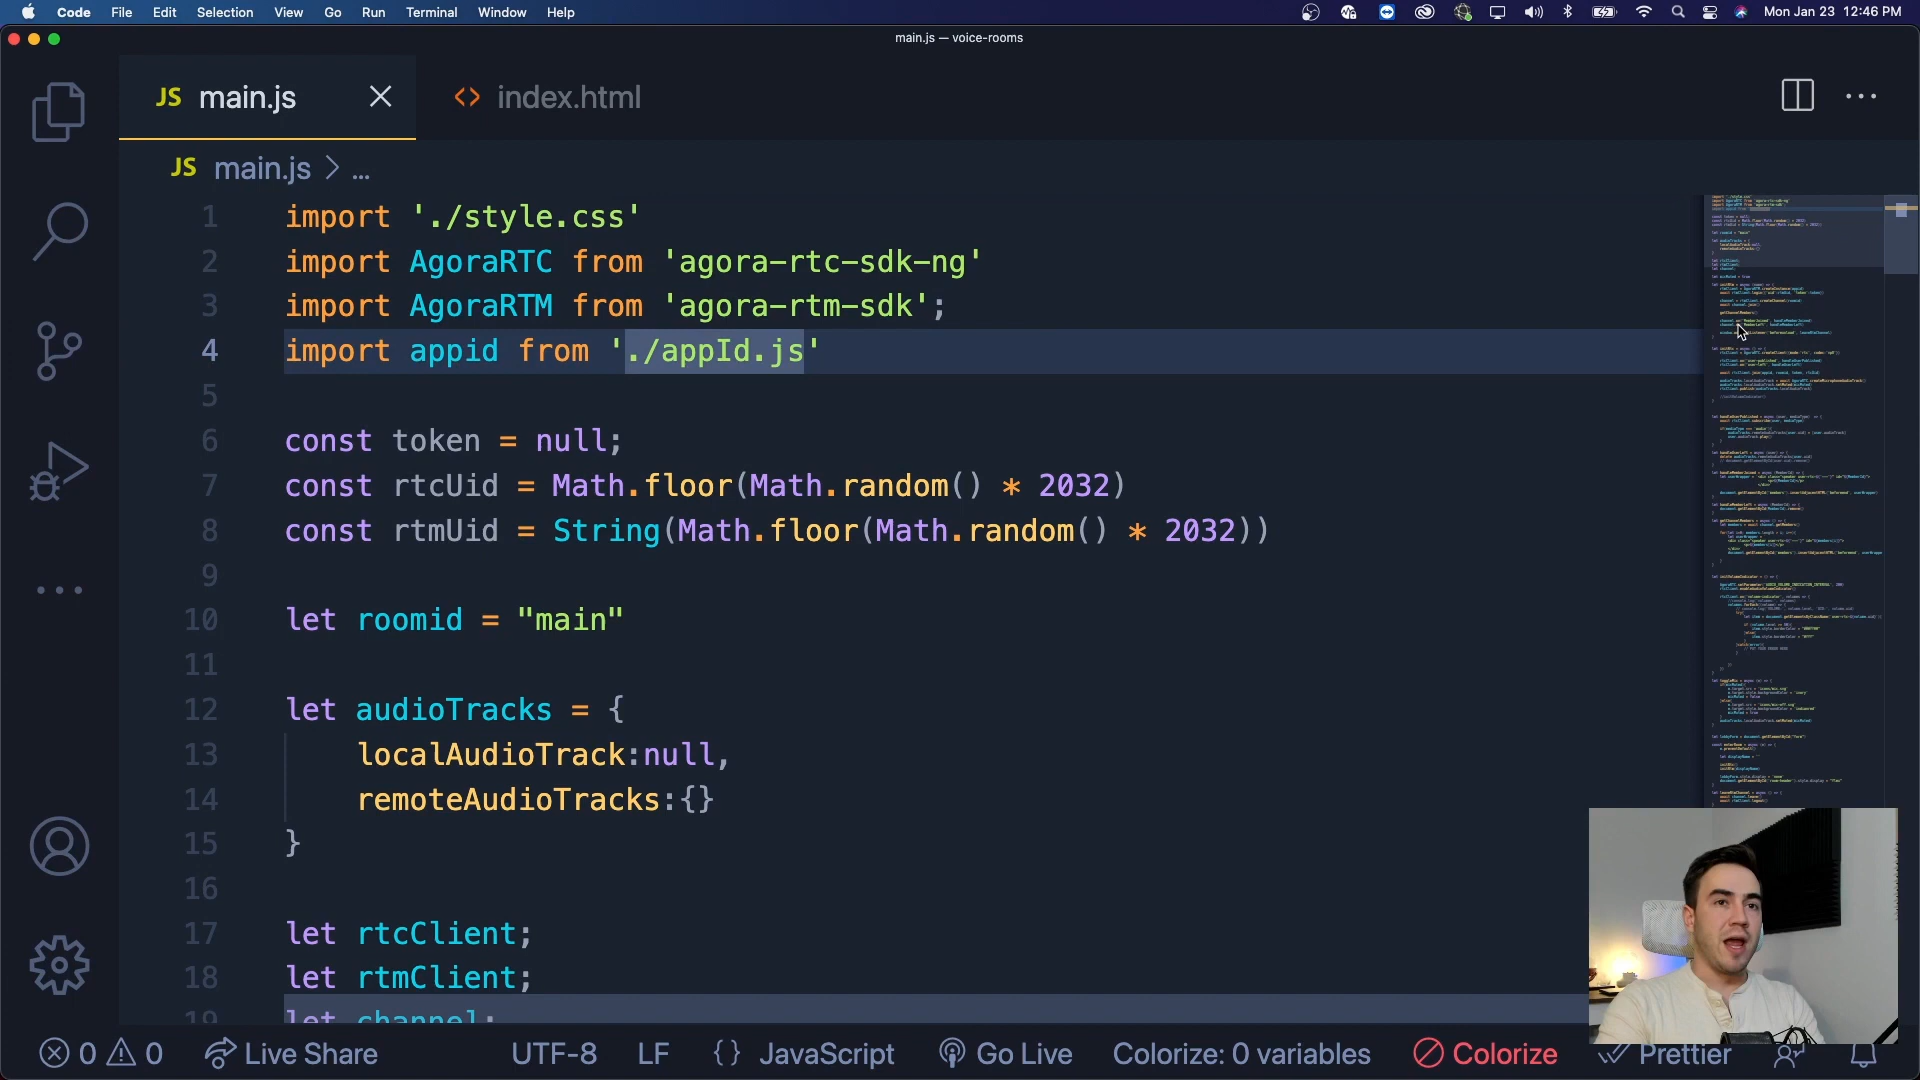 Code File Edit Selection View Go Run Terminal Window Help Mon Jan 23 12:46 PM
main.js — voice-rooms
JS main.js index.html
JS main.js > ...
1 import './style.css'
2 import AgoraRTC from 'agora-rtc-sdk-ng'
3 import AgoraRTM from 'agora-rtm-sdk';
4 import appid from './appId.js'
5
6 const token = null;
7 const rtcUid = Math.floor(Math.random() * 2032)
8 const rtmUid = String(Math.floor(Math.random() * 2032))
9
10 let roomid = "main"
11
12 let audioTracks = {
13 localAudioTrack:null,
14 remoteAudioTracks:{}
15 }
16
17 let rtcClient;
18 let rtmClient;
19 let channel;
0 0 Live Share UTF-8 LF {} JavaScript Go Live Colorize: 0 variables Colorize Prettier